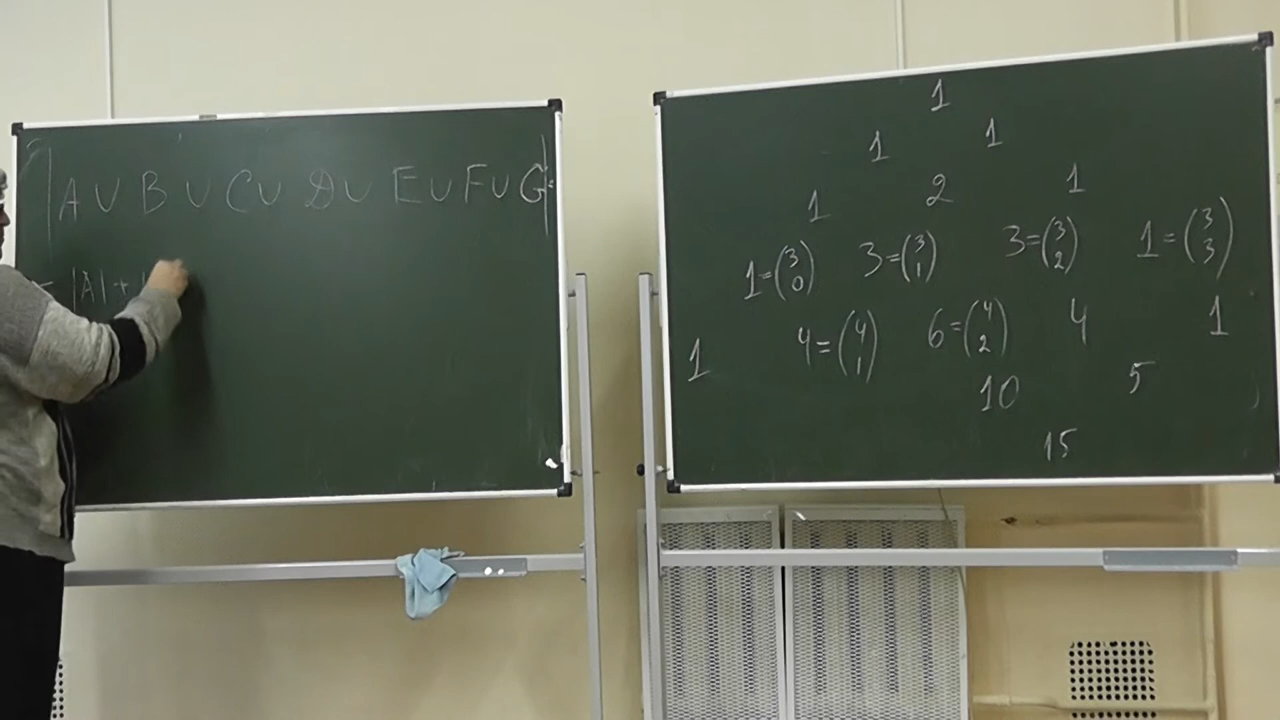 |A ∪ B ∪ C ∪ D ∪ E ∪ F ∪ G| =
= |A| + |
1
1 1
1 2 1
1 = (3 0) 3 = (3 1) 3 = (3 2) 1 = (3 3)
1 4 = (4 1) 6 = (4 2) 4 1
10 5
15